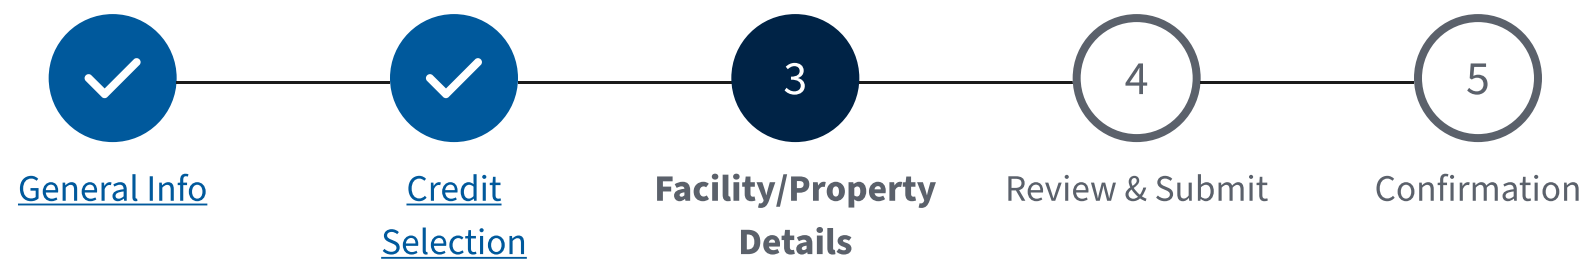 3
4
5
General Info
Credit
Selection
Facility/Property
Details
Review & Submit
Confirmation